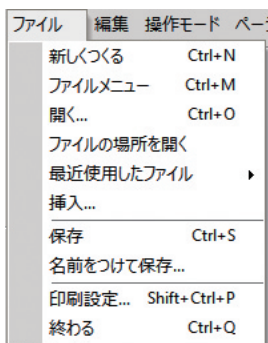 ファイル 編集 操作モード ペー
新しくつくる Ctrl+N
ファイルメニュー Ctrl+M
開く... Ctrl+O
ファイルの場所を開く
最近使用したファイル
挿入...
保存 Ctrl+S
名前をつけて保存...
印刷設定... Shift+Ctrl+P
終わる Ctrl+Q